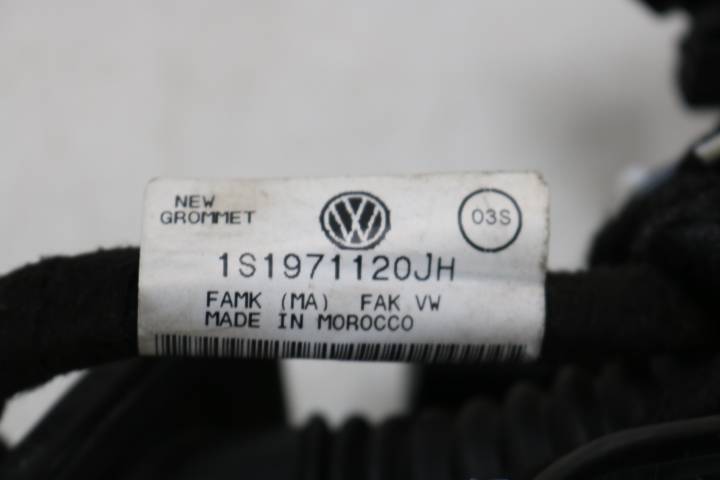 NEW
GROMMET
03S
1S1971120JH
FAMK (MA) FAK VW
MADE IN MOROCCO